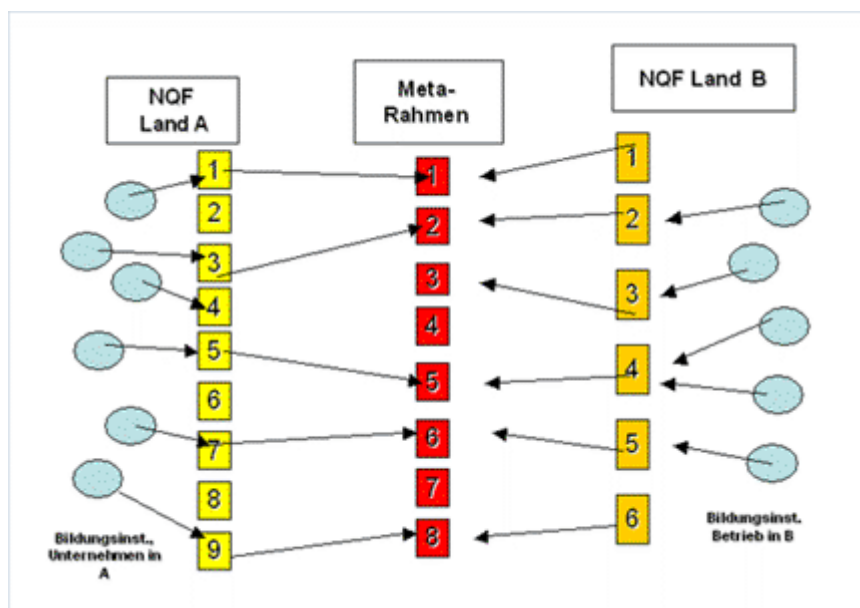 NQF
Land A
Meta-
Rahmen
NQF Land B
1
2
3
4
5
6
7
8
9
1
2
3
4
5
6
7
8
1
2
3
4
5
6
Bildungsinst.,
Unternehmen in
A
Bildungsinst.
Betrieb in B